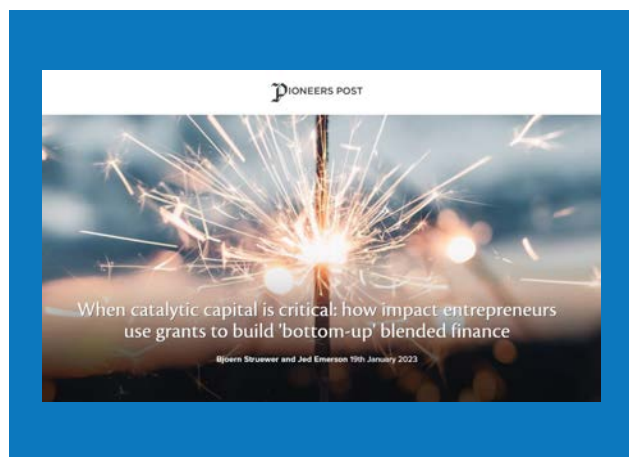 PIONEERS POST
When catalytic capital is critical: how impact entrepreneurs
use grants to build 'bottom-up' blended finance
Bjoern Struewer and Jed Emerson 19th January 2023